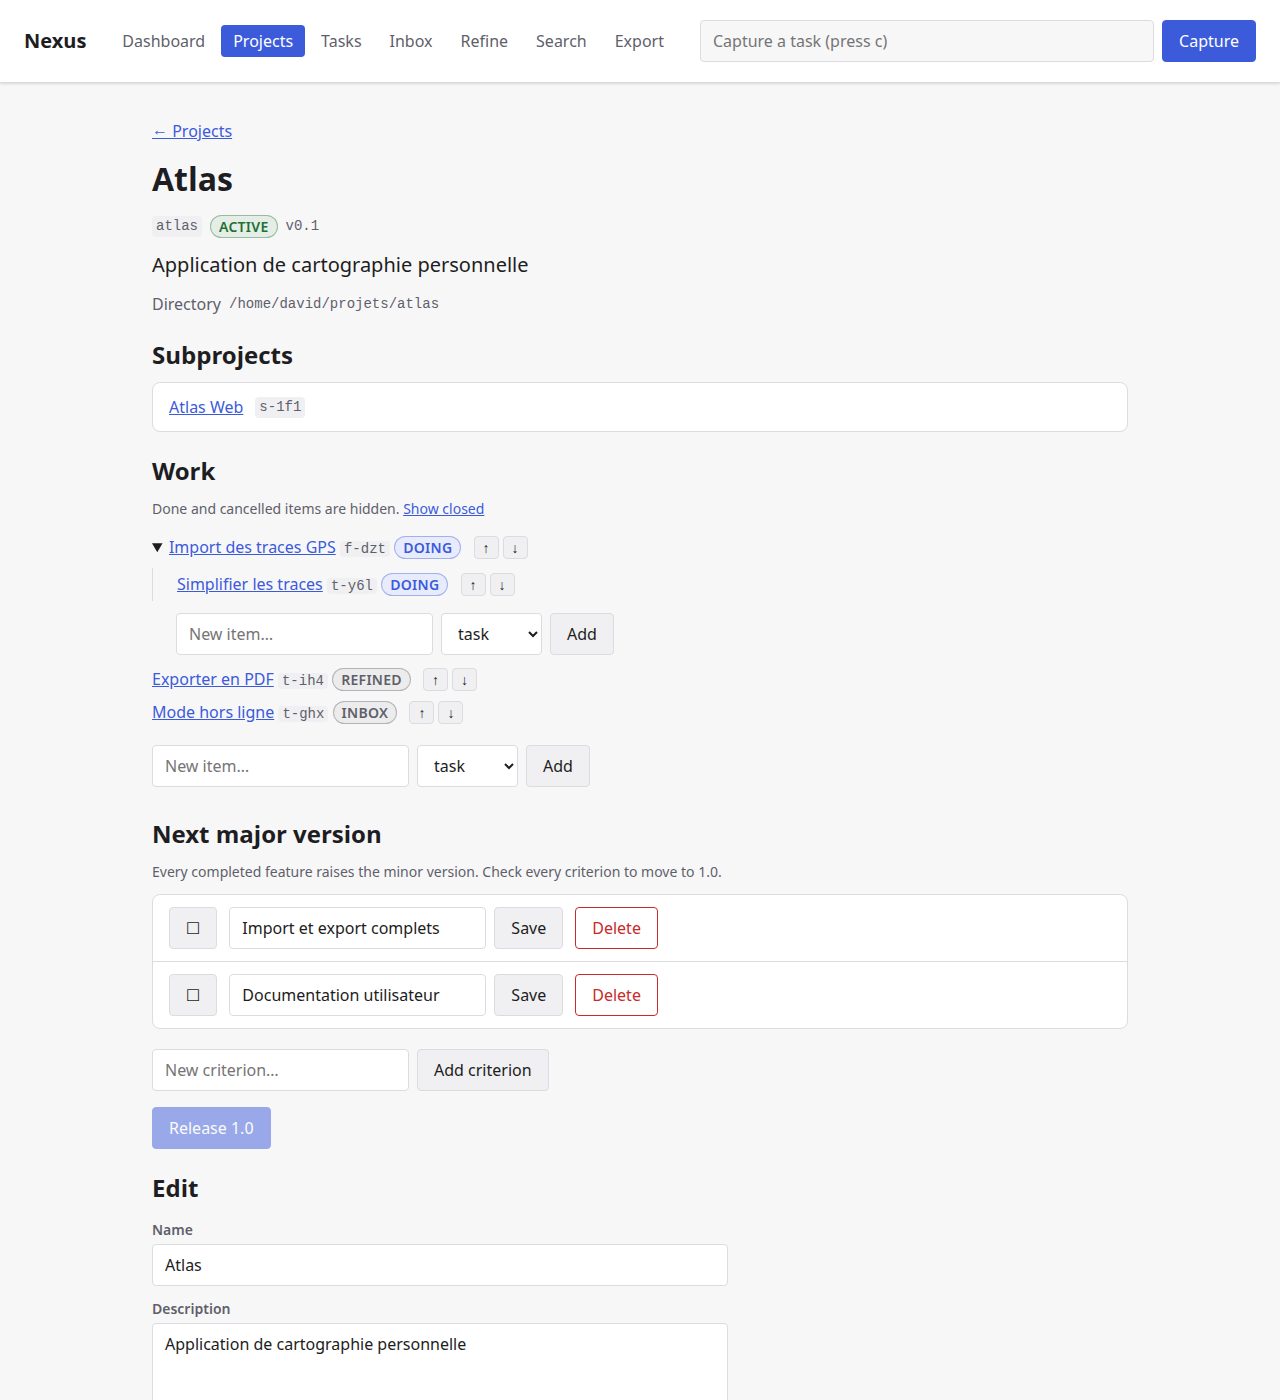 Nexus Dashboard Projects Tasks Inbox Refine Search Export Capture a task (press c) Capture
← Projects
Atlas
atlas ACTIVE v0.1
Application de cartographie personnelle
Directory /home/david/projets/atlas
Subprojects
Atlas Web s-1f1
Work
Done and cancelled items are hidden. Show closed
▼ Import des traces GPS f-dzt DOING ↑ ↓
Simplifier les traces t-y6l DOING ↑ ↓
New item... task Add
Exporter en PDF t-ih4 REFINED ↑ ↓
Mode hors ligne t-ghx INBOX ↑ ↓
New item... task Add
Next major version
Every completed feature raises the minor version. Check every criterion to move to 1.0.
☐ Import et export complets Save Delete
☐ Documentation utilisateur Save Delete
New criterion... Add criterion
Release 1.0
Edit
Name
Atlas
Description
Application de cartographie personnelle